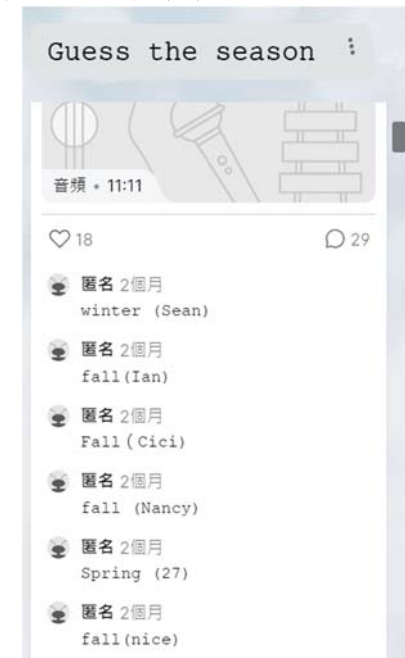 Guess the season
音頻 • 11:11
18
29
匿名 2個月
winter (Sean)
匿名 2個月
fall(Ian)
匿名 2個月
Fall（Cici)
匿名 2個月
fall (Nancy)
匿名 2個月
Spring (27)
匿名 2個月
fall(nice)